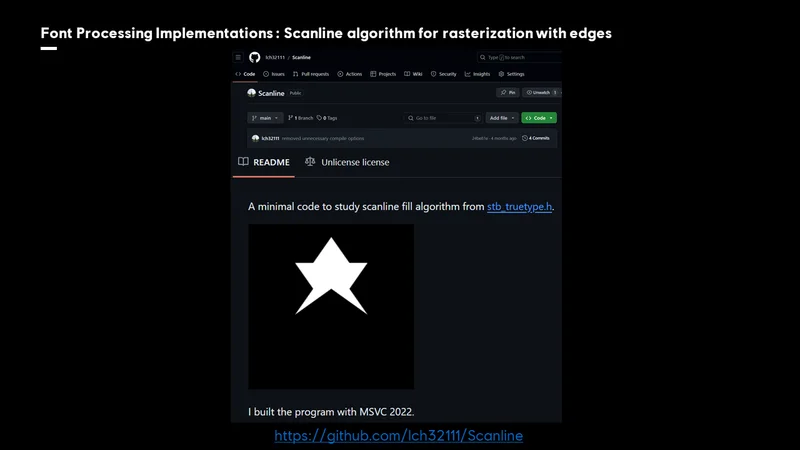 Font Processing Implementations : Scanline algorithm for rasterization with edges
lch32111 / Scanline
Type / to search
Code Issues Pull requests Actions Projects Wiki Security Insights Settings
Scanline Public
Pin Unwatch 1
main 1 Branch 0 Tags Go to file t Add file Code
lch32111 removed unnecessary compile options
4 months ago 4 Commits
README Unlicense license
A minimal code to study scanline fill algorithm from stb_truetype.h.
I built the program with MSVC 2022.
https://github.com/lch32111/Scanline